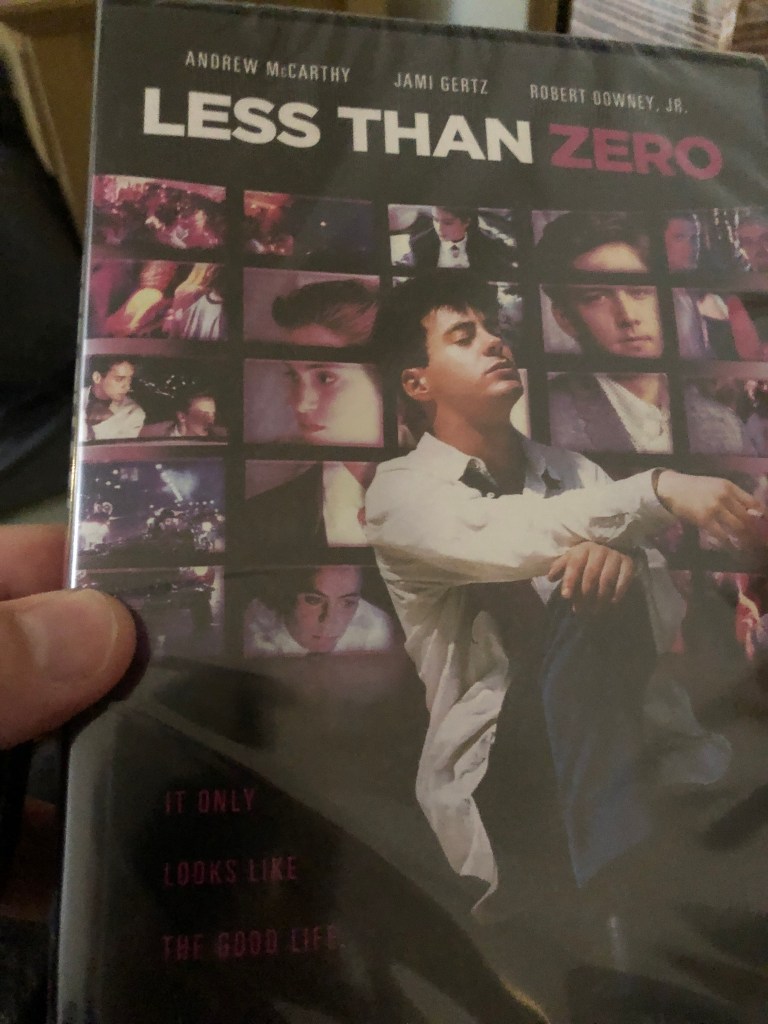 ANDREW McCARTHY JAMI GERTZ ROBERT DOWNEY, JR.
LESS THAN ZERO
IT ONLY
LOOKS LIKE
THE GOOD LIFE.